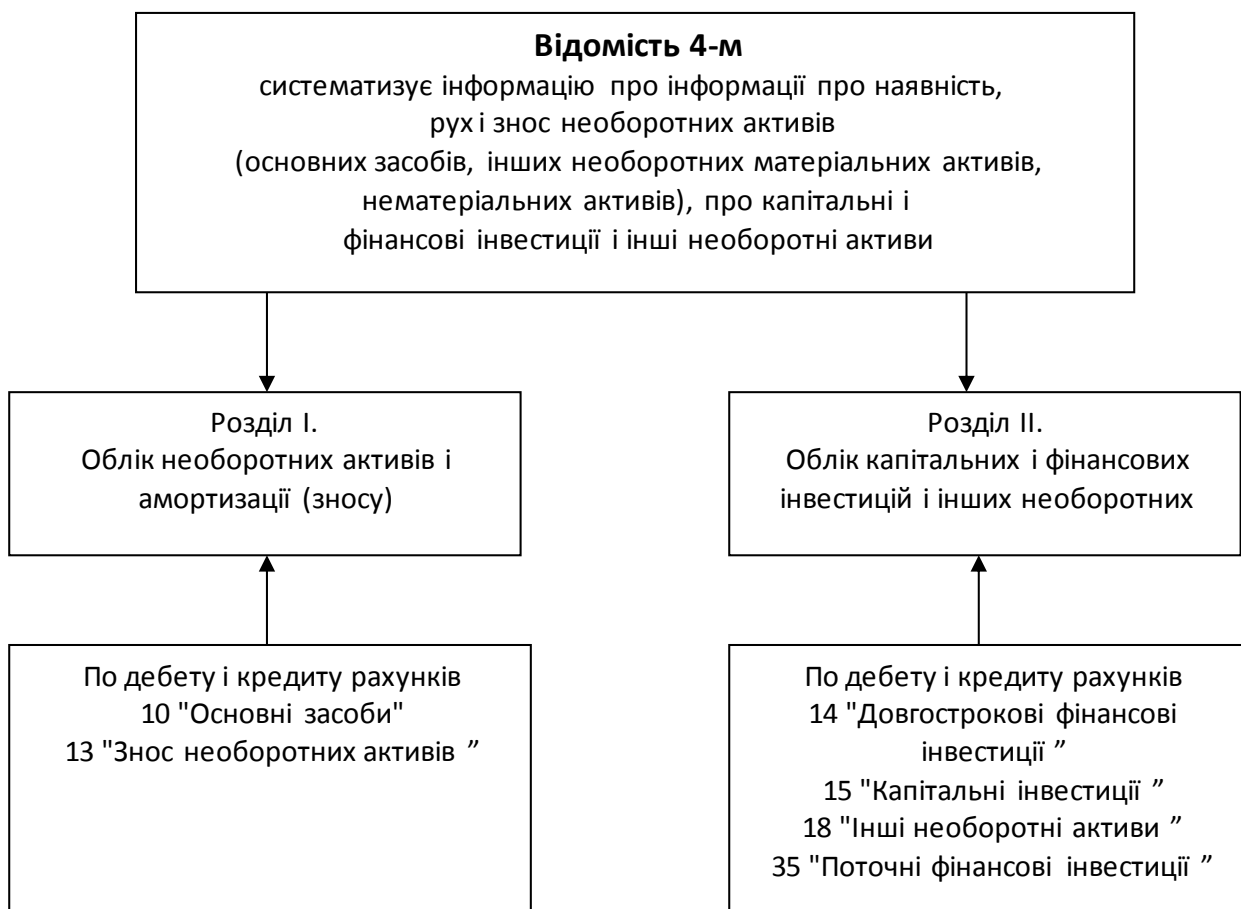 Відомість 4-м
систематизує інформацію про інформації про наявність,
рух і знос необоротних активів
(основних засобів, інших необоротних матеріальних активів,
нематеріальних активів), про капітальні і
фінансові інвестиції і інші необоротні активи
Розділ I.
Облік необоротних активів і
амортизації (зносу)
Розділ II.
Облік капітальних і фінансових
інвестицій і інших необоротних
По дебету і кредиту рахунків
10 "Основні засоби"
13 "Знос необоротних активів ”
По дебету і кредиту рахунків
14 "Довгострокові фінансові
інвестиції ”
15 "Капітальні інвестиції ”
18 "Інші необоротні активи ”
35 "Поточні фінансові інвестиції ”